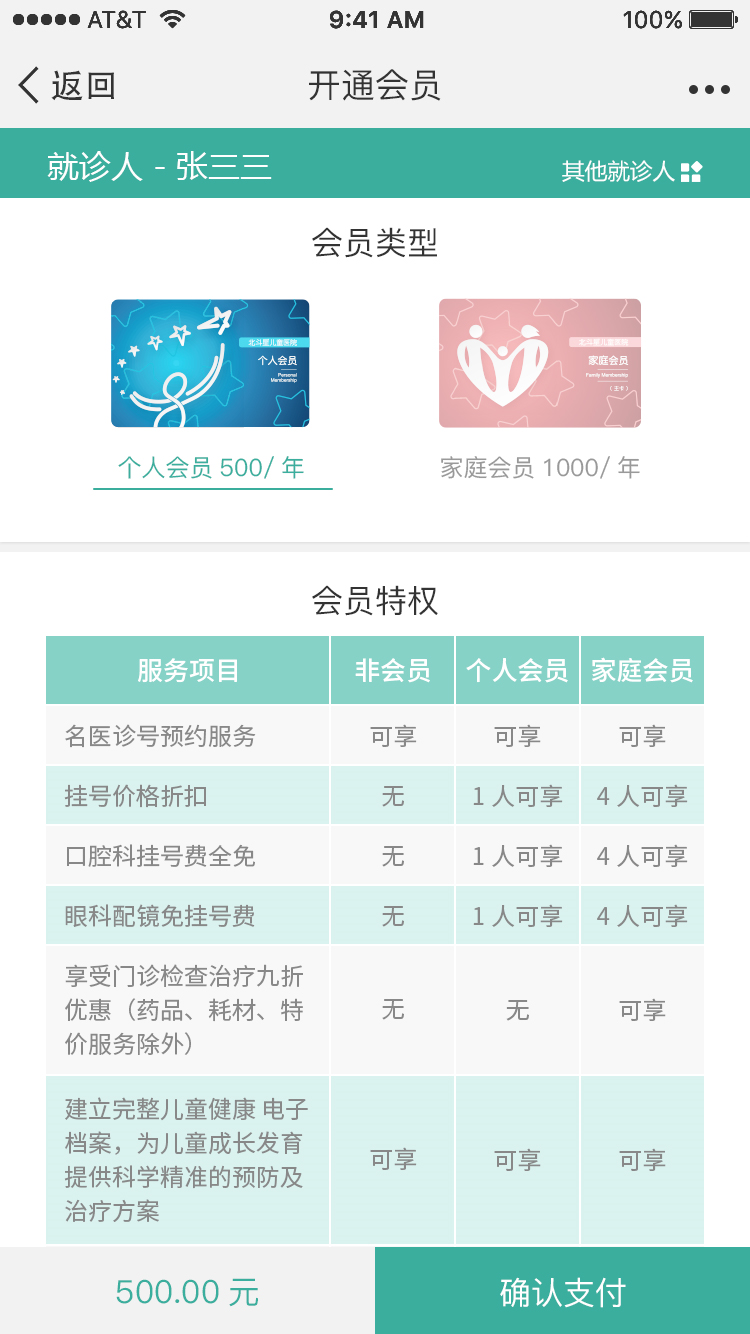 AT&T 9:41 AM 100%
返回 开通会员
就诊人 - 张三三 其他就诊人
会员类型
北斗星儿童医院 北斗星儿童医院
个人会员 家庭会员
Personal Membership Family Membership
（主卡）
个人会员 500/ 年 家庭会员 1000/ 年
会员特权
服务项目 非会员 个人会员 家庭会员
名医诊号预约服务 可享 可享 可享
挂号价格折扣 无 1 人可享 4 人可享
口腔科挂号费全免 无 1 人可享 4 人可享
眼科配镜免挂号费 无 1 人可享 4 人可享
享受门诊检查治疗九折
优惠（药品、耗材、特 无 无 可享
价服务除外）
建立完整儿童健康 电子
档案，为儿童成长发育
提供科学精准的预防及 可享 可享 可享
治疗方案
500.00 元 确认支付